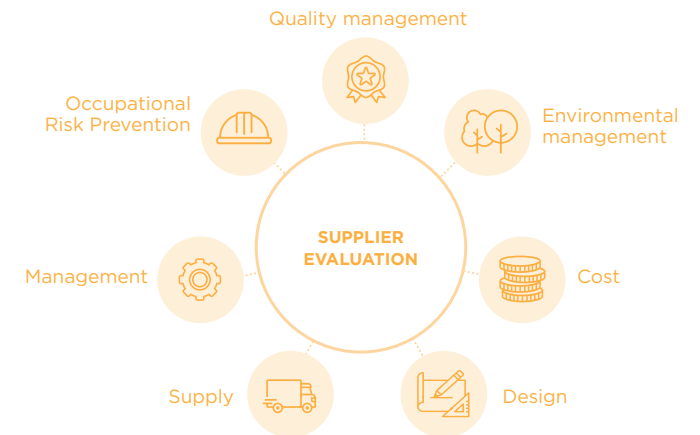 Quality management
Occupational
Risk Prevention
Environmental
management
SUPPLIER
EVALUATION
Management
Cost
Supply
Design